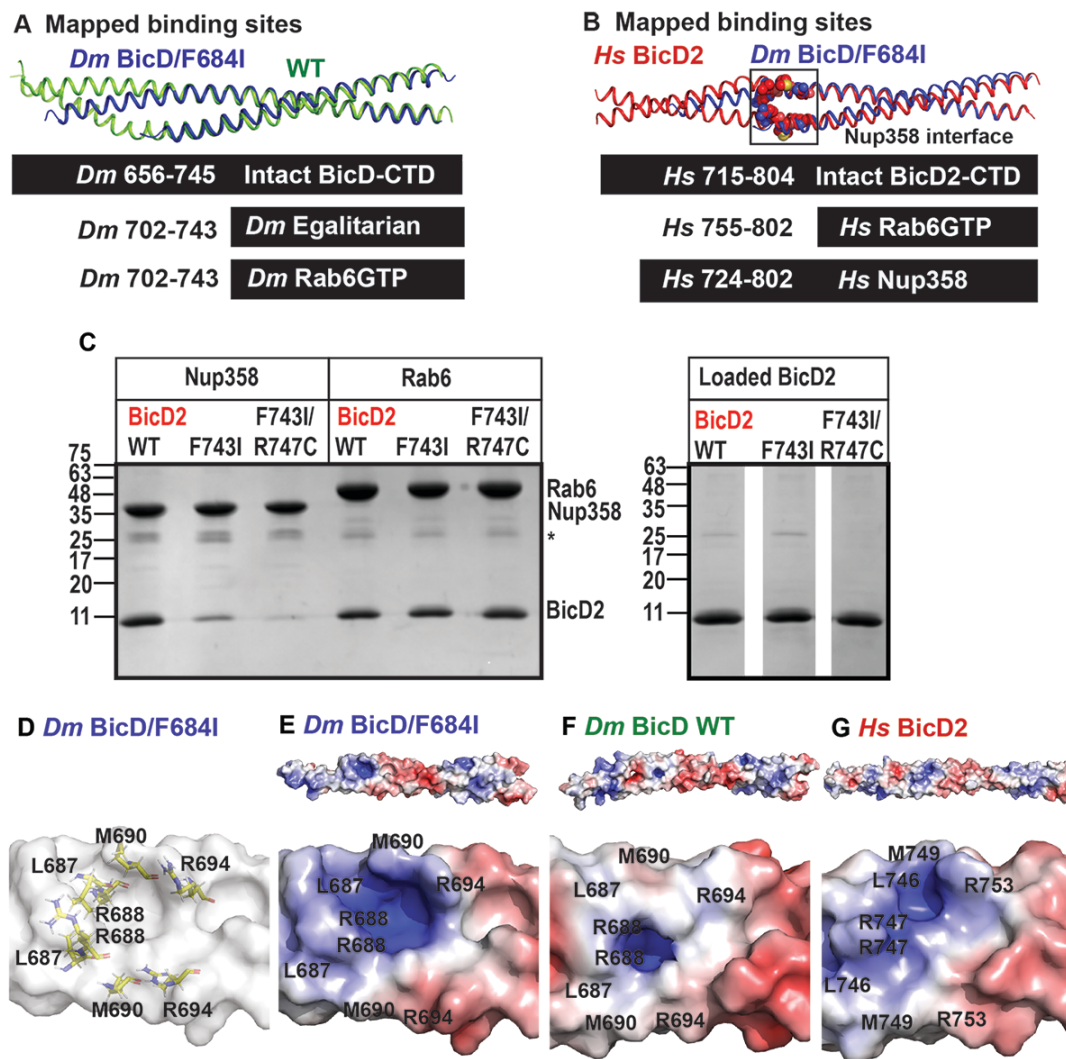 A Mapped binding sites
Dm BicD/F684I
WT
Dm 656-745 Intact BicD-CTD
Dm 702-743 Dm Egalitarian
Dm 702-743 Dm Rab6GTP
B Mapped binding sites
Hs BicD2 Dm BicD/F684I
Nup358 interface
Hs 715-804 Intact BicD2-CTD
Hs 755-802 Hs Rab6GTP
Hs 724-802 Hs Nup358
C
Nup358 Rab6
BicD2 F743I/ BicD2 F743I/
WT F743I R747C WT F743I R747C
75
63
48
35
25
17
20
11
Rab6
Nup358
*
BicD2
Loaded BicD2
BicD2 F743I/
WT F743I R747C
63
48
35
25
17
20
11
D Dm BicD/F684I
M690
L687 R694
R688
R688
L687
M690 R694
E Dm BicD/F684I
M690
L687 R694
R688
R688
L687
M690 R694
F Dm BicD WT
M690
L687 R694
R688
R688
L687
M690 R694
G Hs BicD2
M749
L746 R753
R747
R747
L746
M749 R753